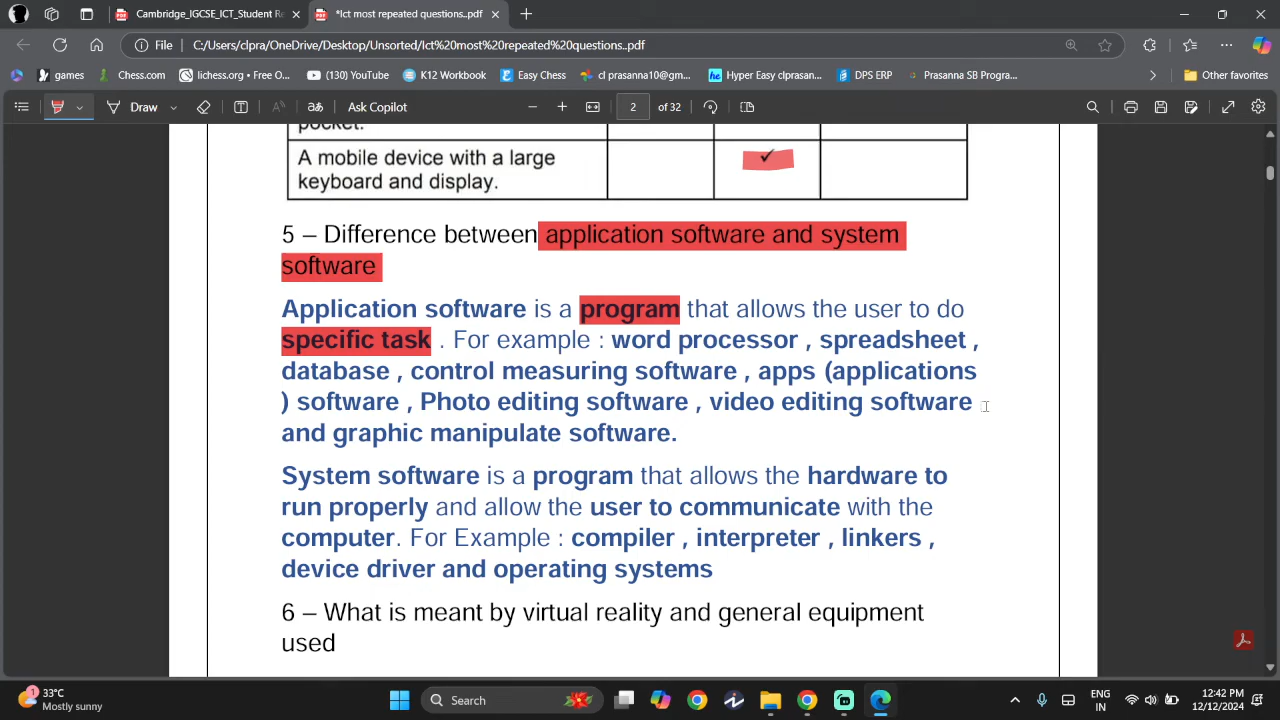 Cambridge_IGCSE_ICT_Student Re
*Ict most repeated questions..pdf
File
C:/Users/clpra/OneDrive/Desktop/Unsorted/Ict%20most%20repeated%20questions..pdf
games
Chess.com
lichess.org • Free O...
(130) YouTube
K12 Workbook
Easy Chess
cl prasanna10@gm...
Hyper Easy clprasan...
DPS ERP
Prasanna SB Progra...
Other favorites
Draw
Ask Copilot
2 of 32
pocket.
A mobile device with a large
keyboard and display.
5 – Difference between application software and system
software
Application software is a program that allows the user to do
specific task . For example : word processor , spreadsheet ,
database , control measuring software , apps (applications
) software , Photo editing software , video editing software
and graphic manipulate software.
System software is a program that allows the hardware to
run properly and allow the user to communicate with the
computer. For Example : compiler , interpreter , linkers ,
device driver and operating systems
6 – What is meant by virtual reality and general equipment
used
1
33°C
Mostly sunny
Search
ENG
IN
12:42 PM
12/12/2024